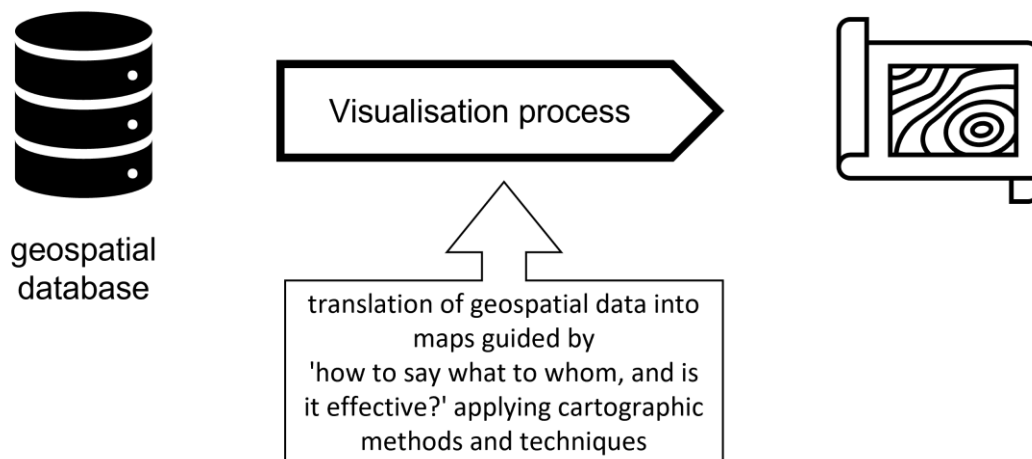 Visualisation process
geospatial
database
translation of geospatial data into
maps guided by
'how to say what to whom, and is
it effective?' applying cartographic
methods and techniques